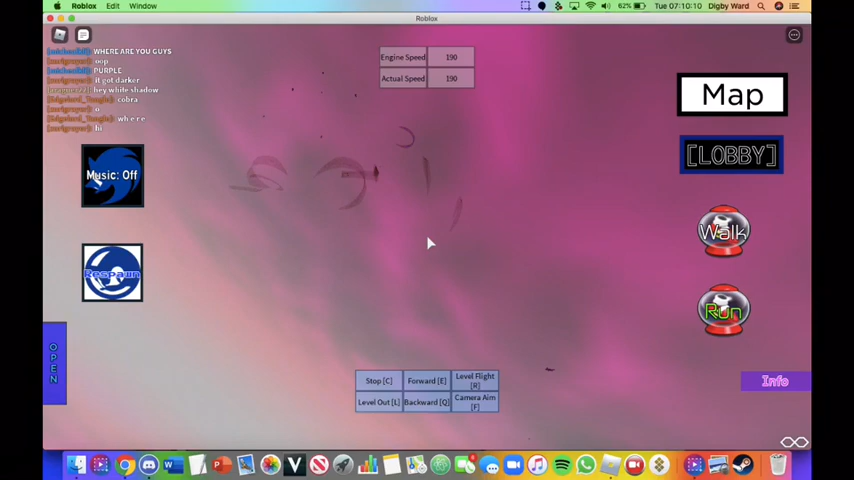 Roblox Edit Window 62% Tue 07:10:10 Digby Ward
Roblox
WHERE ARE YOU GUYS
oop
PURPLE
it got darker
hey white shadow
cobra
o
w h e r e
hi
Engine Speed 190
Actual Speed 190
Map
[LOBBY]
Music: Off
Walk
Respawn
Run
OPEN
Stop [C] Forward [E] Level Flight [R]
Level Out [L] Backward [Q] Camera Aim [F]
Info